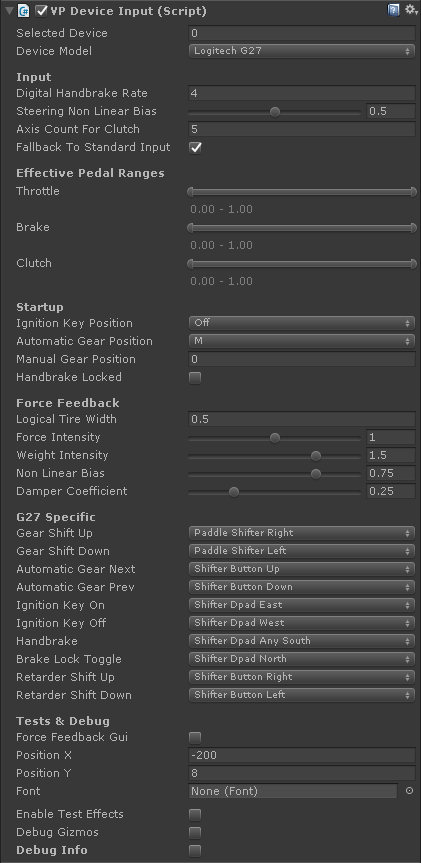 VP Device Input (Script)
Selected Device 0
Device Model Logitech G27
Input
Digital Handbrake Rate 4
Steering Non Linear Bias 0.5
Axis Count For Clutch 5
Fallback To Standard Input
Effective Pedal Ranges
Throttle
0.00 - 1.00
Brake
0.00 - 1.00
Clutch
0.00 - 1.00
Startup
Ignition Key Position Off
Automatic Gear Position M
Manual Gear Position 0
Handbrake Locked
Force Feedback
Logical Tire Width 0.5
Force Intensity 1
Weight Intensity 1.5
Non Linear Bias 0.75
Damper Coefficient 0.25
G27 Specific
Gear Shift Up Paddle Shifter Right
Gear Shift Down Paddle Shifter Left
Automatic Gear Next Shifter Button Up
Automatic Gear Prev Shifter Button Down
Ignition Key On Shifter Dpad East
Ignition Key Off Shifter Dpad West
Handbrake Shifter Dpad Any South
Brake Lock Toggle Shifter Dpad North
Retarder Shift Up Shifter Button Right
Retarder Shift Down Shifter Button Left
Tests & Debug
Force Feedback Gui
Position X -200
Position Y 8
Font None (Font)
Enable Test Effects
Debug Gizmos
Debug Info